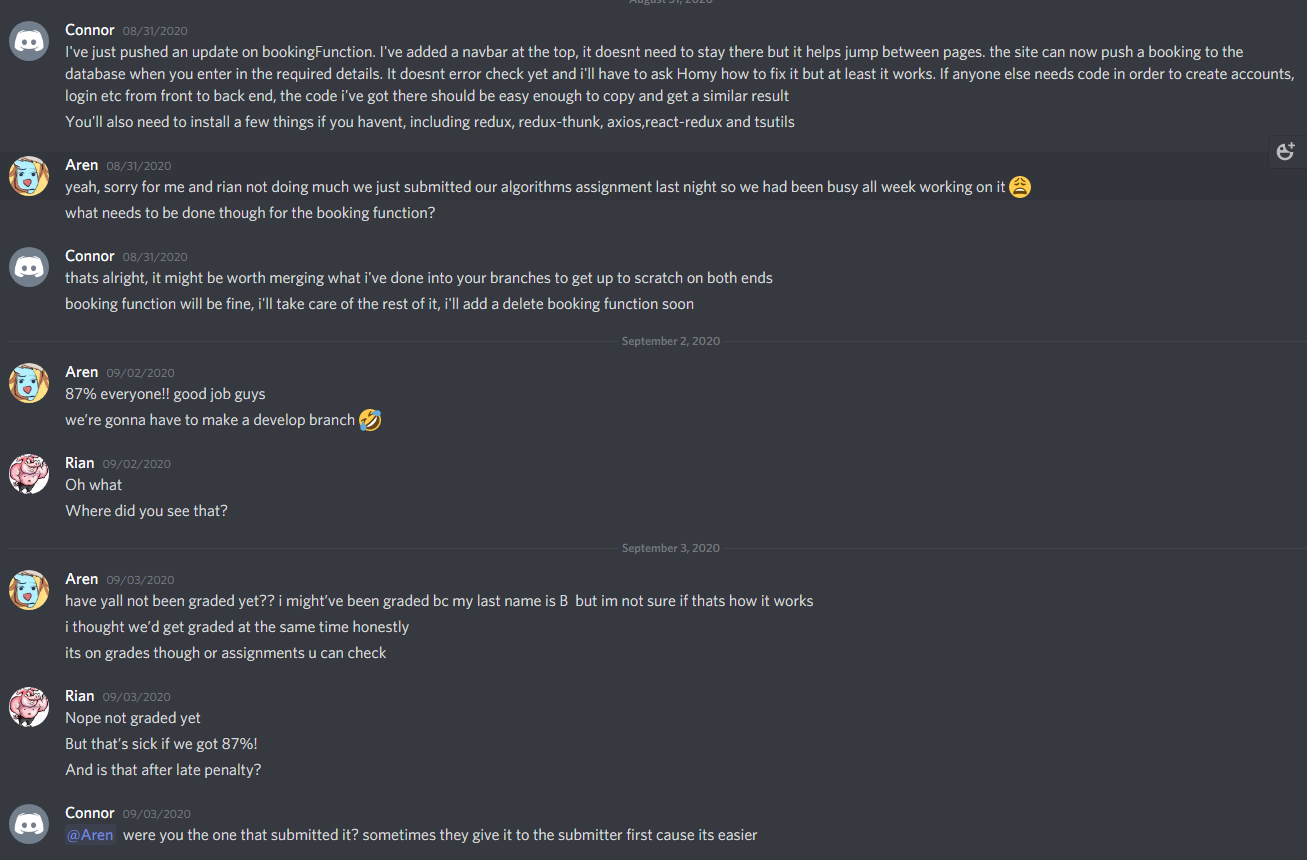 August 31, 2020
Connor 08/31/2020
I've just pushed an update on bookingFunction. I've added a navbar at the top, it doesnt need to stay there but it helps jump between pages. the site can now push a booking to the
database when you enter in the required details. It doesnt error check yet and i'll have to ask Homy how to fix it but at least it works. If anyone else needs code in order to create accounts,
login etc from front to back end, the code i've got there should be easy enough to copy and get a similar result
You'll also need to install a few things if you havent, including redux, redux-thunk, axios,react-redux and tsutils
Aren 08/31/2020
yeah, sorry for me and rian not doing much we just submitted our algorithms assignment last night so we had been busy all week working on it 😩
what needs to be done though for the booking function?
Connor 08/31/2020
thats alright, it might be worth merging what i've done into your branches to get up to scratch on both ends
booking function will be fine, i'll take care of the rest of it, i'll add a delete booking function soon
September 2, 2020
Aren 09/02/2020
87% everyone!! good job guys
we're gonna have to make a develop branch 🤣
Rian 09/02/2020
Oh what
Where did you see that?
September 3, 2020
Aren 09/03/2020
have yall not been graded yet?? i might've been graded bc my last name is B but im not sure if thats how it works
i thought we'd get graded at the same time honestly
its on grades though or assignments u can check
Rian 09/03/2020
Nope not graded yet
But that's sick if we got 87%!
And is that after late penalty?
Connor 09/03/2020
@Aren were you the one that submitted it? sometimes they give it to the submitter first cause its easier